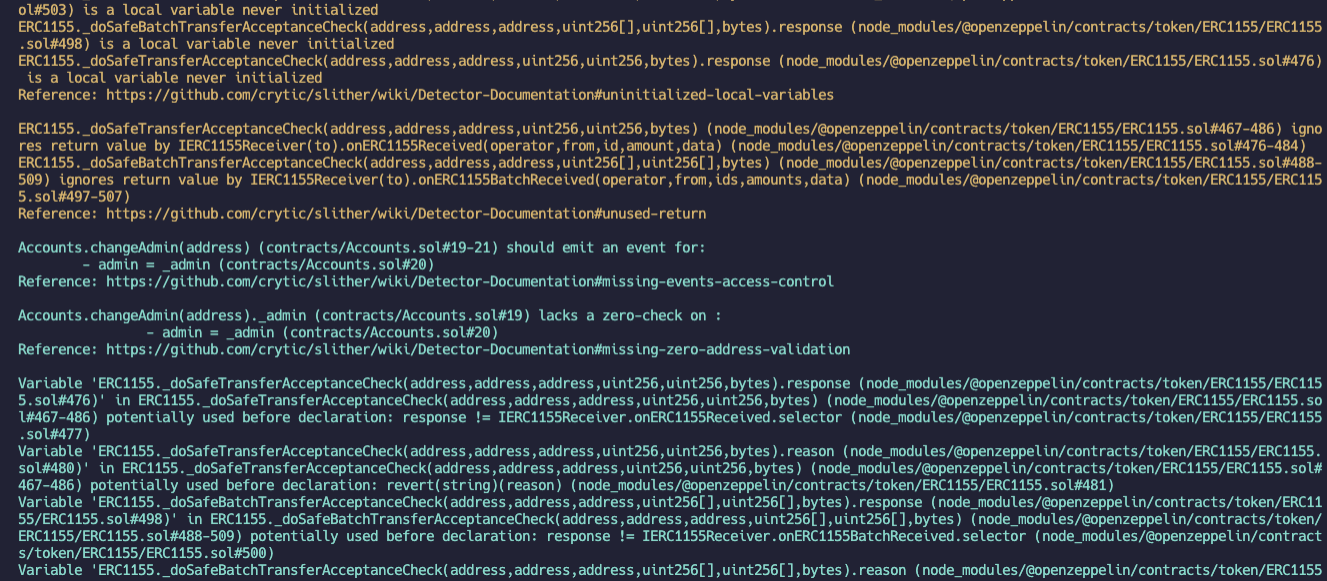 ol#503) is a local variable never initialized
ERC1155._doSafeBatchTransferAcceptanceCheck(address,address,address,uint256[],uint256[],bytes).response (node_modules/@openzeppelin/contracts/token/ERC1155/ERC1155
.sol#498) is a local variable never initialized
ERC1155._doSafeTransferAcceptanceCheck(address,address,address,uint256,uint256,bytes).response (node_modules/@openzeppelin/contracts/token/ERC1155/ERC1155.sol#476)
 is a local variable never initialized
Reference: https://github.com/crytic/slither/wiki/Detector-Documentation#uninitialized-local-variables

ERC1155._doSafeTransferAcceptanceCheck(address,address,address,uint256,uint256,bytes) (node_modules/@openzeppelin/contracts/token/ERC1155/ERC1155.sol#467-486) igno
res return value by IERC1155Receiver(to).onERC1155Received(operator,from,id,amount,data) (node_modules/@openzeppelin/contracts/token/ERC1155/ERC1155.sol#476-484)
ERC1155._doSafeBatchTransferAcceptanceCheck(address,address,address,uint256[],uint256[],bytes) (node_modules/@openzeppelin/contracts/token/ERC1155/ERC1155.sol#488-
509) ignores return value by IERC1155Receiver(to).onERC1155BatchReceived(operator,from,ids,amounts,data) (node_modules/@openzeppelin/contracts/token/ERC1155/ERC115
5.sol#497-507)
Reference: https://github.com/crytic/slither/wiki/Detector-Documentation#unused-return

Accounts.changeAdmin(address) (contracts/Accounts.sol#19-21) should emit an event for:
        - admin = _admin (contracts/Accounts.sol#20)
Reference: https://github.com/crytic/slither/wiki/Detector-Documentation#missing-events-access-control

Accounts.changeAdmin(address)._admin (contracts/Accounts.sol#19) lacks a zero-check on :
                - admin = _admin (contracts/Accounts.sol#20)
Reference: https://github.com/crytic/slither/wiki/Detector-Documentation#missing-zero-address-validation

Variable 'ERC1155._doSafeTransferAcceptanceCheck(address,address,address,uint256,uint256,bytes).response (node_modules/@openzeppelin/contracts/token/ERC1155/ERC115
5.sol#476)' in ERC1155._doSafeTransferAcceptanceCheck(address,address,address,uint256,uint256,bytes) (node_modules/@openzeppelin/contracts/token/ERC1155/ERC1155.so
l#467-486) potentially used before declaration: response != IERC1155Receiver.onERC1155Received.selector (node_modules/@openzeppelin/contracts/token/ERC1155/ERC1155
.sol#477)
Variable 'ERC1155._doSafeTransferAcceptanceCheck(address,address,address,uint256,uint256,bytes).reason (node_modules/@openzeppelin/contracts/token/ERC1155/ERC1155.
sol#480)' in ERC1155._doSafeTransferAcceptanceCheck(address,address,address,uint256,uint256,bytes) (node_modules/@openzeppelin/contracts/token/ERC1155/ERC1155.sol#
467-486) potentially used before declaration: revert(string)(reason) (node_modules/@openzeppelin/contracts/token/ERC1155/ERC1155.sol#481)
Variable 'ERC1155._doSafeBatchTransferAcceptanceCheck(address,address,address,uint256[],uint256[],bytes).response (node_modules/@openzeppelin/contracts/token/ERC11
55/ERC1155.sol#498)' in ERC1155._doSafeBatchTransferAcceptanceCheck(address,address,address,uint256[],uint256[],bytes) (node_modules/@openzeppelin/contracts/token/
ERC1155/ERC1155.sol#488-509) potentially used before declaration: response != IERC1155Receiver.onERC1155BatchReceived.selector (node_modules/@openzeppelin/contract
s/token/ERC1155/ERC1155.sol#500)
Variable 'ERC1155._doSafeBatchTransferAcceptanceCheck(address,address,address,uint256[],uint256[],bytes).reason (node_modules/@openzeppelin/contracts/token/ERC1155